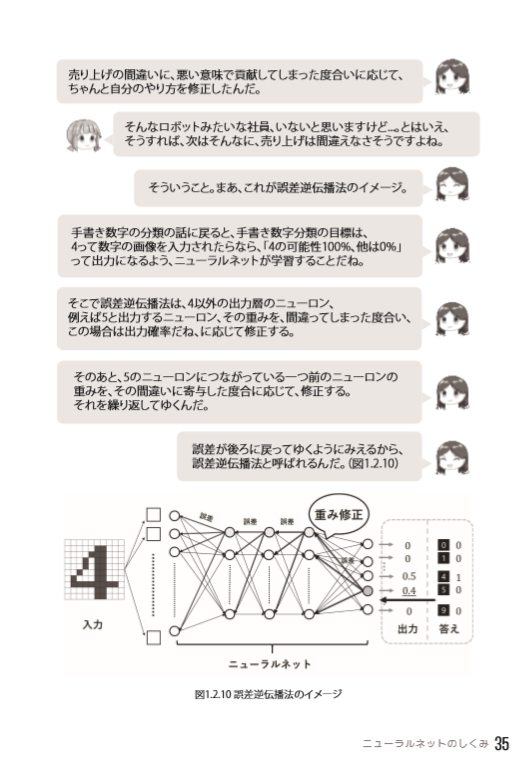 売り上げの間違いに、悪い意味で貢献してしまった度合いに応じて、
ちゃんと自分のやり方を修正したんだ。
そんなロボットみたいな社員、いないと思いますけど…。とはいえ、
そうすれば、次はそんなに、売り上げは間違えなさそうですよね。
そういうこと。まあ、これが誤差逆伝播法のイメージ。
手書き数字の分類の話に戻ると、手書き数字分類の目標は、
4って数字の画像を入力されたらなら、「4の可能性100%、他は0%」
って出力になるよう、ニューラルネットが学習することだね。
そこで誤差逆伝播法は、4以外の出力層のニューロン、
例えば5と出力するニューロン、その重みを、間違ってしまった度合い、
この場合は出力確率だね、に応じて修正する。
そのあと、5のニューロンにつながっている一つ前のニューロンの
重みを、その間違いに寄与した度合に応じて、修正する。
それを繰り返してゆくんだ。
誤差が後ろに戻ってゆくようにみえるから、
誤差逆伝播法と呼ばれるんだ。（図1.2.10）
重み修正
誤差 誤差 誤差
誤差
0 0 0
0 1 0
0.5 4 1
0.4 5 0
0 9 0
入力
出力 答え
ニューラルネット
図1.2.10 誤差逆伝播法のイメージ
ニューラルネットのしくみ 35